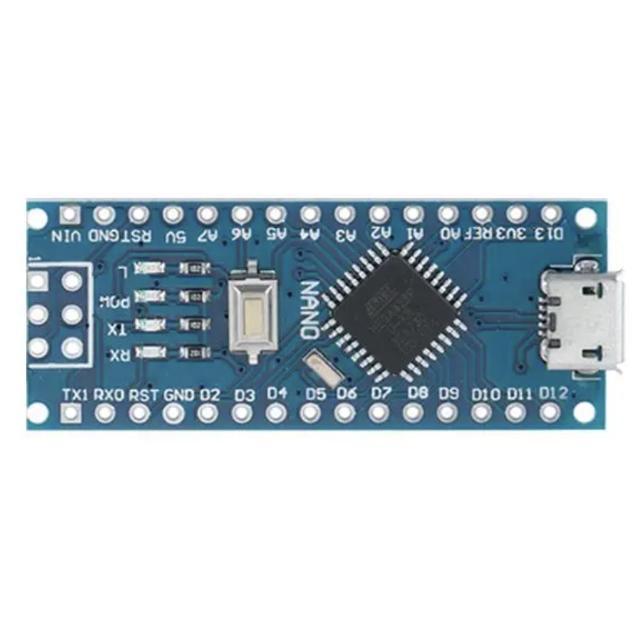 VIN GND RST 5V A7 A6 A5 A4 A3 A2 A1 A0 REF 3V3 D13
L
POW
TX
RX
NANO
TX1 RX0 RST GND D2 D3 D4 D5 D6 D7 D8 D9 D10 D11 D12